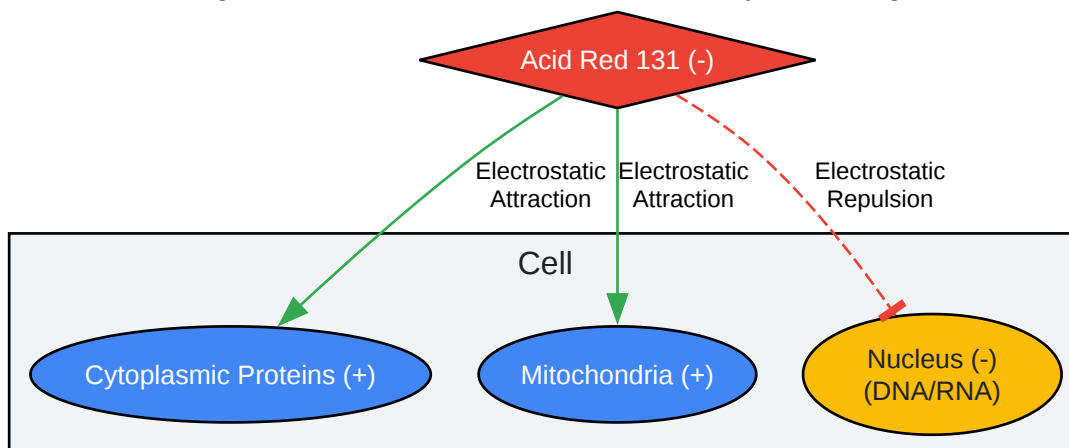 Acid Red 131 (-)
Electrostatic
Attraction
Electrostatic
Attraction
Electrostatic
Repulsion
Cell
Cytoplasmic Proteins (+)
Mitochondria (+)
Nucleus (-)
(DNA/RNA)